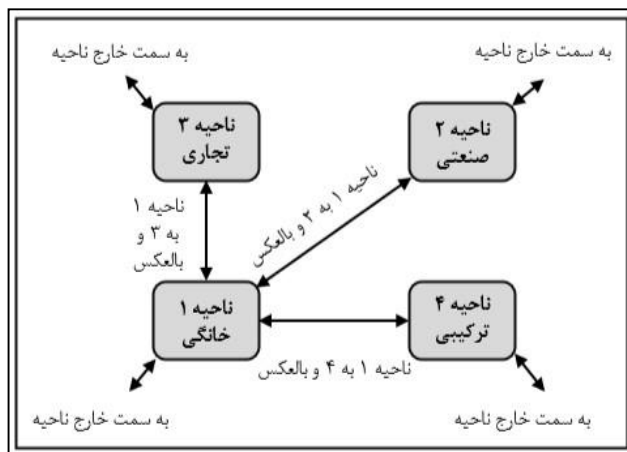 به سمت خارج ناحیه
به سمت خارج ناحیه
ناحیه ۲
صنعتی
ناحیه ۳
تجاری
ناحیه ۱ به ۲ و بالعکس
ناحیه ۱
به ۳ و
بالعکس
ناحیه ۴
ترکیبی
ناحیه ۱
خانگی
ناحیه ۱ به ۴ و بالعکس
به سمت خارج ناحیه
به سمت خارج ناحیه